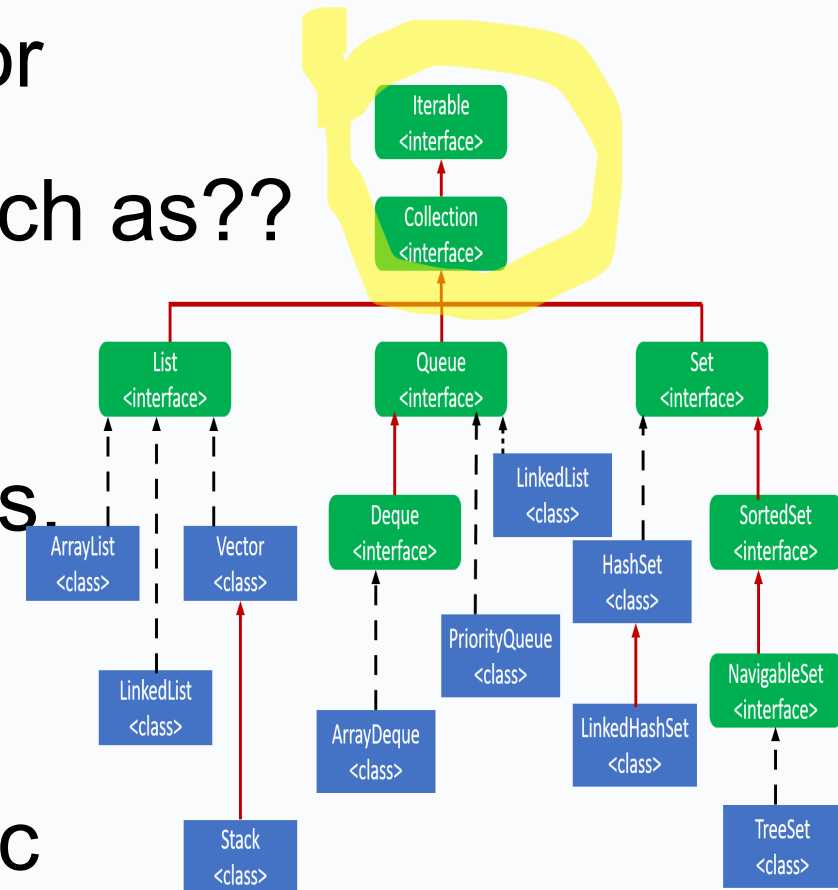 or
ch as??
s.
c
Iterable
<interface>
Collection
<interface>
List
<interface>
Queue
<interface>
Set
<interface>
ArrayList
<class>
Vector
<class>
LinkedList
<class>
Stack
<class>
Deque
<interface>
LinkedList
<class>
PriorityQueue
<class>
ArrayDeque
<class>
HashSet
<class>
LinkedHashSet
<class>
SortedSet
<interface>
NavigableSet
<interface>
TreeSet
<class>